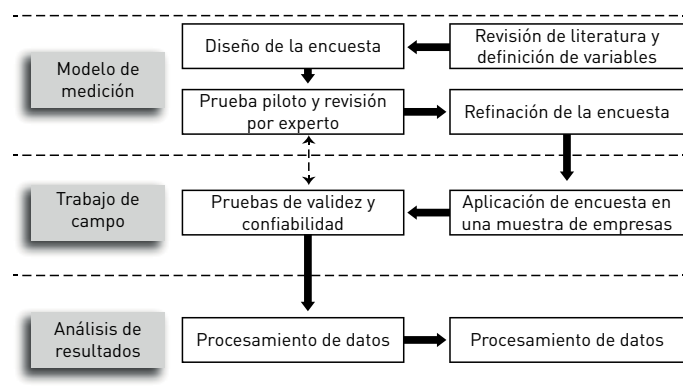 Modelo de
medición
Diseño de la encuesta
Revisión de literatura y
definición de variables
Prueba piloto y revisión
por experto
Refinación de la encuesta
Trabajo de
campo
Pruebas de validez y
confiabilidad
Aplicación de encuesta en
una muestra de empresas
Análisis de
resultados
Procesamiento de datos
Procesamiento de datos